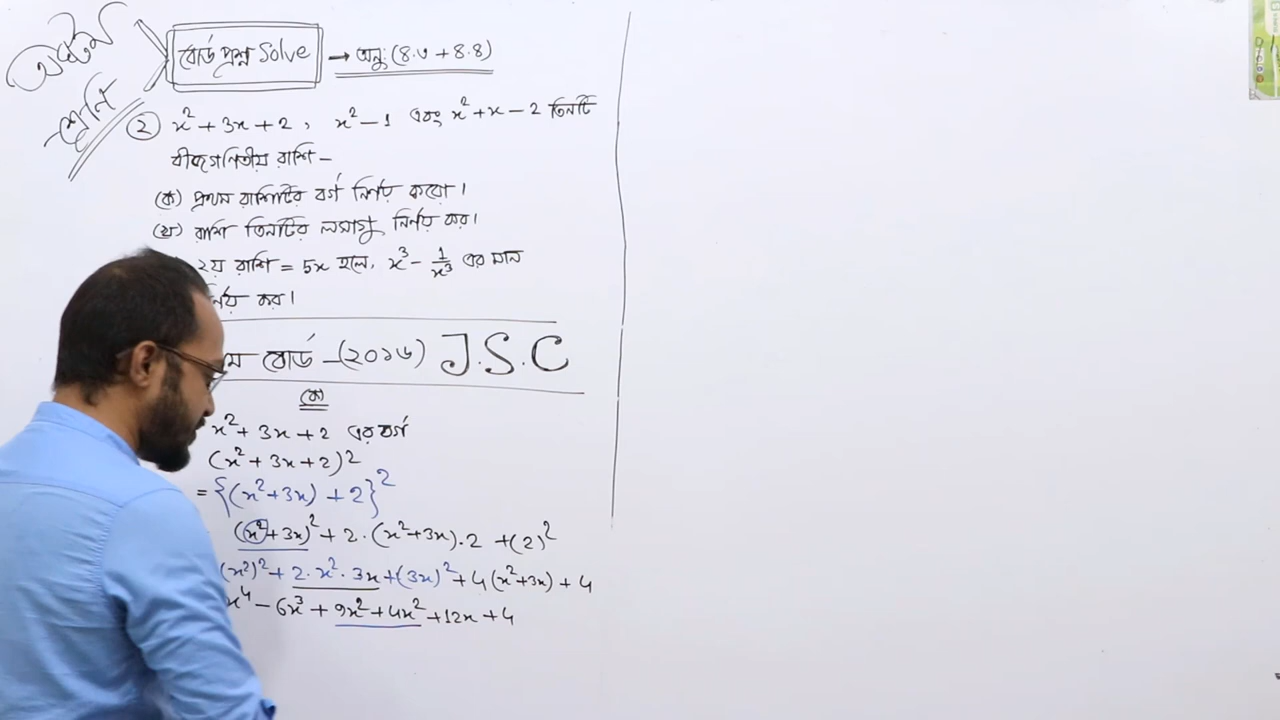 অষ্টম শ্রেণি
বোর্ড প্রশ্ন Solve → অনু: (৪.৩ + ৪.৪)
২ x² + 3x + 2 , x² − 1 এবং x² + x − 2 তিনটি
বীজগণিতীয় রাশি –
(ক) প্রথম রাশিটির বর্গ নির্ণয় করো।
(খ) রাশি তিনটির লসাগু নির্ণয় কর।
২য় রাশি = 5x হলে, x³ − 1/x³ এর মান
কর।
বোর্ড – (২০১৬) J.S.C
(ক)
x² + 3x + 2 এর বর্গ
(x² + 3x + 2)²
= {(x² + 3x) + 2}²
(x² + 3x)² + 2 · (x² + 3x) · 2 + (2)²
(x²)² + 2 · x² · 3x + (3x)² + 4(x² + 3x) + 4
x⁴ − 6x³ + 9x² + 4x² + 12x + 4